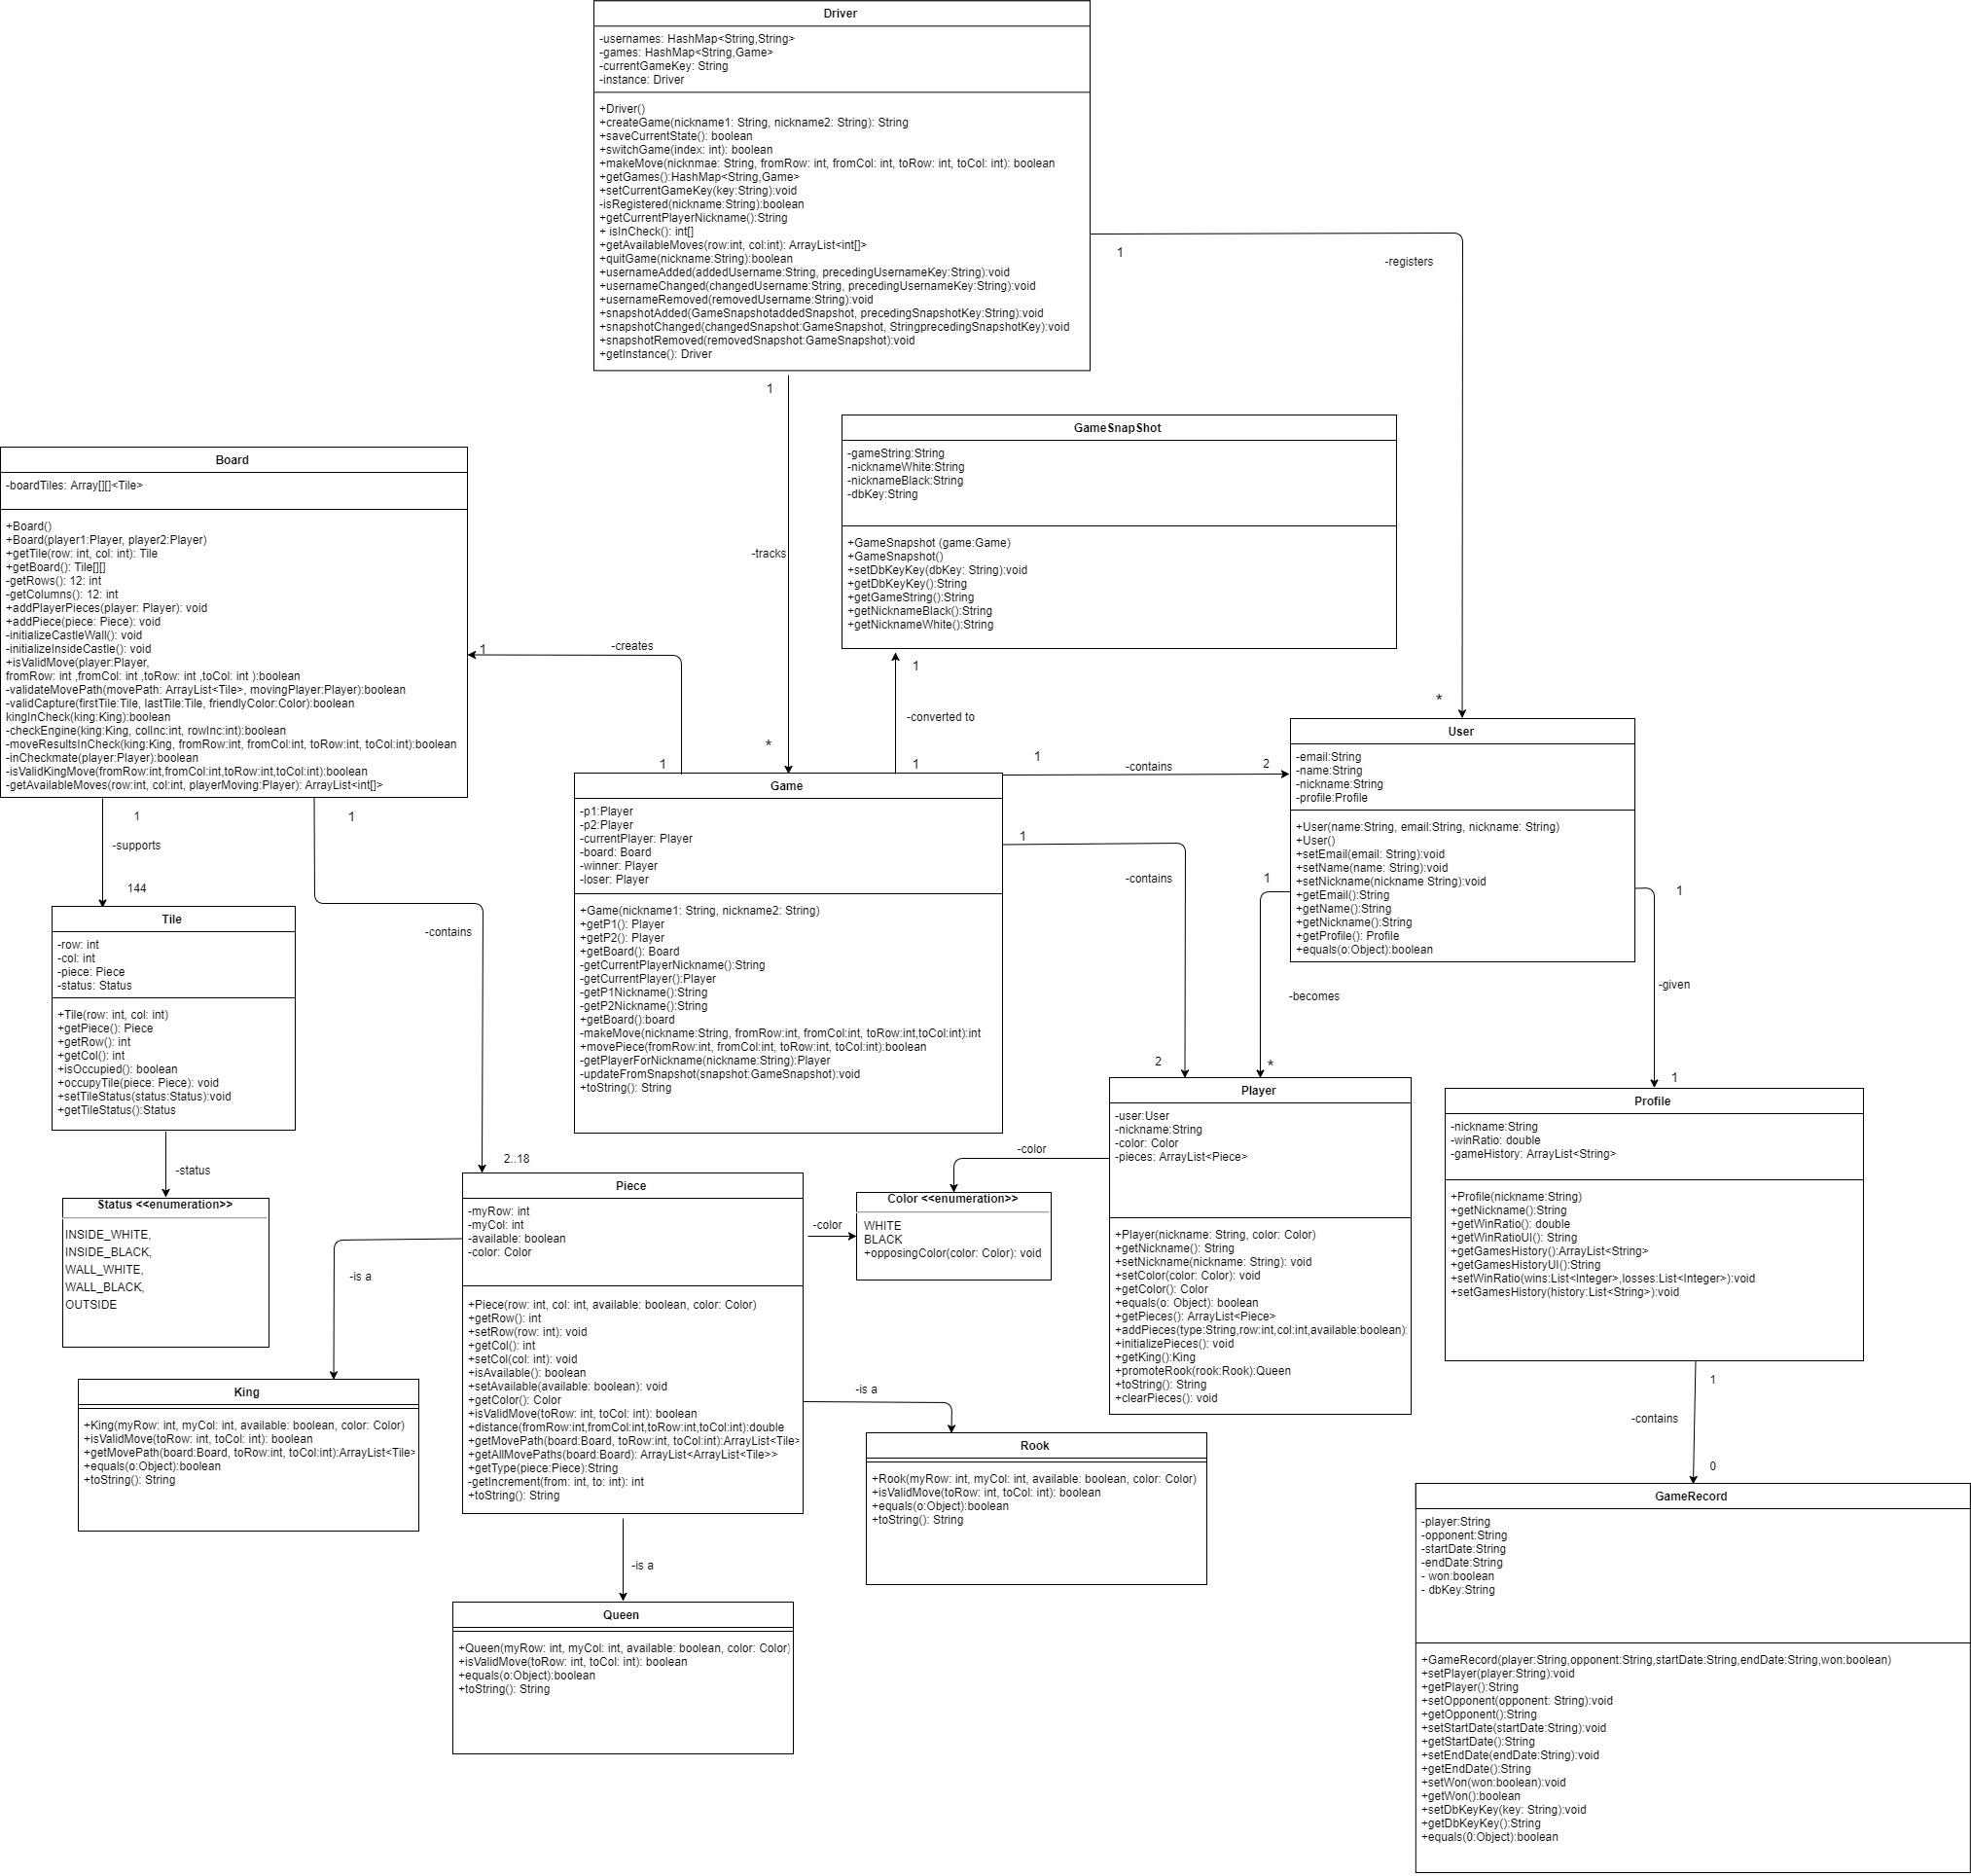 Driver
-usernames: HashMap<String,String>
-games: HashMap<String,Game>
-currentGameKey: String
-instance: Driver
+Driver()
+createGame(nickname1: String, nickname2: String): String
+saveCurrentState(): boolean
+switchGame(index: int): boolean
+makeMove(nicknmae: String, fromRow: int, fromCol: int, toRow: int, toCol: int): boolean
+getGames():HashMap<String,Game>
+setCurrentGameKey(key:String):void
-isRegistered(nickname:String):boolean
+getCurrentPlayerNickname():String
+ isInCheck(): int[]
+getAvailableMoves(row:int, col:int): ArrayList<int[]>
+quitGame(nickname:String):boolean
+usernameAdded(addedUsername:String, precedingUsernameKey:String):void
+usernameChanged(changedUsername:String, precedingUsernameKey:String):void
+usernameRemoved(removedUsername:String):void
+snapshotAdded(GameSnapshotaddedSnapshot, precedingSnapshotKey:String):void
+snapshotChanged(changedSnapshot:GameSnapshot, StringprecedingSnapshotKey):void
+snapshotRemoved(removedSnapshot:GameSnapshot):void
+getInstance(): Driver
1
-registers
*
1
-tracks
*
GameSnapShot
-gameString:String
-nicknameWhite:String
-nicknameBlack:String
-dbKey:String
+GameSnapshot (game:Game)
+GameSnapshot()
+setDbKeyKey(dbKey: String):void
+getDbKeyKey():String
+getGameString():String
+getNicknameBlack():String
+getNicknameWhite():String
1
-converted to
1
Board
-boardTiles: Array[][]<Tile>
+Board()
+Board(player1:Player, player2:Player)
+getTile(row: int, col: int): Tile
+getBoard(): Tile[][]
-getRows(): 12: int
-getColumns(): 12: int
+addPlayerPieces(player: Player): void
+addPiece(piece: Piece): void
-initializeCastleWall(): void
-initializeInsideCastle(): void
+isValidMove(player:Player,
fromRow: int ,fromCol: int ,toRow: int ,toCol: int ):boolean
-validateMovePath(movePath: ArrayList<Tile>, movingPlayer:Player):boolean
-validCapture(firstTile:Tile, lastTile:Tile, friendlyColor:Color):boolean
kingInCheck(king:King):boolean
-checkEngine(king:King, colInc:int, rowInc:int):boolean
-moveResultsInCheck(king:King, fromRow:int, fromCol:int, toRow:int, toCol:int):boolean
-inCheckmate(player:Player):boolean
-isValidKingMove(fromRow:int,fromCol:int,toRow:int,toCol:int):boolean
-getAvailableMoves(row:int, col:int, playerMoving:Player): ArrayList<int[]>
1
-creates
1
1
-supports
144
1
-contains
2..18
Game
-p1:Player
-p2:Player
-currentPlayer: Player
-board: Board
-winner: Player
-loser: Player
+Game(nickname1: String, nickname2: String)
+getP1(): Player
+getP2(): Player
+getBoard(): Board
-getCurrentPlayerNickname():String
-getCurrentPlayer():Player
-getP1Nickname():String
-getP2Nickname():String
+getBoard():board
-makeMove(nickname:String, fromRow:int, fromCol:int, toRow:int,toCol:int):int
+movePiece(fromRow:int, fromCol:int, toRow:int, toCol:int):boolean
-getPlayerForNickname(nickname:String):Player
-updateFromSnapshot(snapshot:GameSnapshot):void
+toString(): String
1
-contains
2
1
-contains
2
User
-email:String
-name:String
-nickname:String
-profile:Profile
+User(name:String, email:String, nickname: String)
+User()
+setEmail(email: String):void
+setName(name: String):void
+setNickname(nickname String):void
+getEmail():String
+getName():String
+getNickname():String
+getProfile(): Profile
+equals(o:Object):boolean
1
-becomes
*
1
-given
1
Tile
-row: int
-col: int
-piece: Piece
-status: Status
+Tile(row: int, col: int)
+getPiece(): Piece
+getRow(): int
+getCol(): int
+isOccupied(): boolean
+occupyTile(piece: Piece): void
+setTileStatus(status:Status):void
+getTileStatus():Status
-status
Status <<enumeration>>
INSIDE_WHITE,
INSIDE_BLACK,
WALL_WHITE,
WALL_BLACK,
OUTSIDE
Piece
-myRow: int
-myCol: int
-available: boolean
-color: Color
+Piece(row: int, col: int, available: boolean, color: Color)
+getRow(): int
+setRow(row: int): void
+getCol(): int
+setCol(col: int): void
+isAvailable(): boolean
+setAvailable(available: boolean): void
+getColor(): Color
+isValidMove(toRow: int, toCol: int): boolean
+distance(fromRow:int,fromCol:int,toRow:int,toCol:int):double
+getMovePath(board:Board, toRow:int, toCol:int):ArrayList<Tile>
+getAllMovePaths(board:Board): ArrayList<ArrayList<Tile>>
+getType(piece:Piece):String
-getIncrement(from: int, to: int): int
+toString(): String
-color
-color
Color <<enumeration>>
WHITE
BLACK
+opposingColor(color: Color): void
Player
-user:User
-nickname:String
-color: Color
-pieces: ArrayList<Piece>
+Player(nickname: String, color: Color)
+getNickname(): String
+setNickname(nickname: String): void
+setColor(color: Color): void
+getColor(): Color
+equals(o: Object): boolean
+getPieces(): ArrayList<Piece>
+addPieces(type:String,row:int,col:int,available:boolean):
+initializePieces(): void
+getKing():King
+promoteRook(rook:Rook):Queen
+toString(): String
+clearPieces(): void
Profile
-nickname:String
-winRatio: double
-gameHistory: ArrayList<String>
+Profile(nickname:String)
+getNickname():String
+getWinRatio(): double
+getWinRatioUI(): String
+getGamesHistory():ArrayList<String>
+getGamesHistoryUI():String
+setWinRatio(wins:List<Integer>,losses:List<Integer>):void
+setGamesHistory(history:List<String>):void
1
-contains
0
-is a
King
+King(myRow: int, myCol: int, available: boolean, color: Color)
+isValidMove(toRow: int, toCol: int): boolean
+getMovePath(board:Board, toRow:int, toCol:int):ArrayList<Tile>
+equals(o:Object):boolean
+toString(): String
-is a
Rook
+Rook(myRow: int, myCol: int, available: boolean, color: Color)
+isValidMove(toRow: int, toCol: int): boolean
+equals(o:Object):boolean
+toString(): String
-is a
Queen
+Queen(myRow: int, myCol: int, available: boolean, color: Color)
+isValidMove(toRow: int, toCol: int): boolean
+equals(o:Object):boolean
+toString(): String
GameRecord
-player:String
-opponent:String
-startDate:String
-endDate:String
- won:boolean
- dbKey:String
+GameRecord(player:String,opponent:String,startDate:String,endDate:String,won:boolean)
+setPlayer(player:String):void
+getPlayer():String
+setOpponent(opponent: String):void
+getOpponent():String
+setStartDate(startDate:String):void
+getStartDate():String
+setEndDate(endDate:String):void
+getEndDate():String
+setWon(won:boolean):void
+getWon():boolean
+setDbKeyKey(key: String):void
+getDbKeyKey():String
+equals(0:Object):boolean